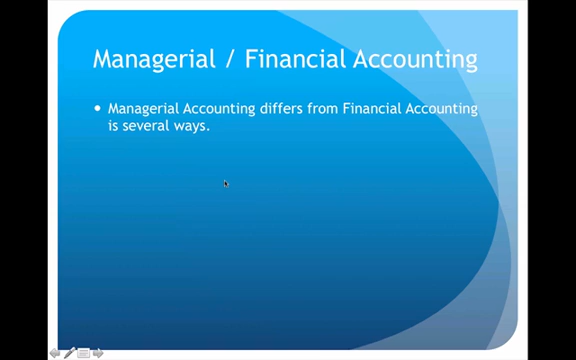 Managerial / Financial Accounting
• Managerial Accounting differs from Financial Accounting
is several ways.